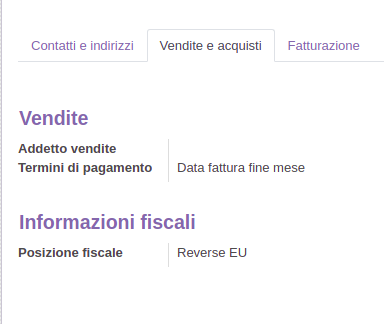 Contatti e indirizzi Vendite e acquisti Fatturazione
Vendite
Addetto vendite
Termini di pagamento Data fattura fine mese
Informazioni fiscali
Posizione fiscale Reverse EU